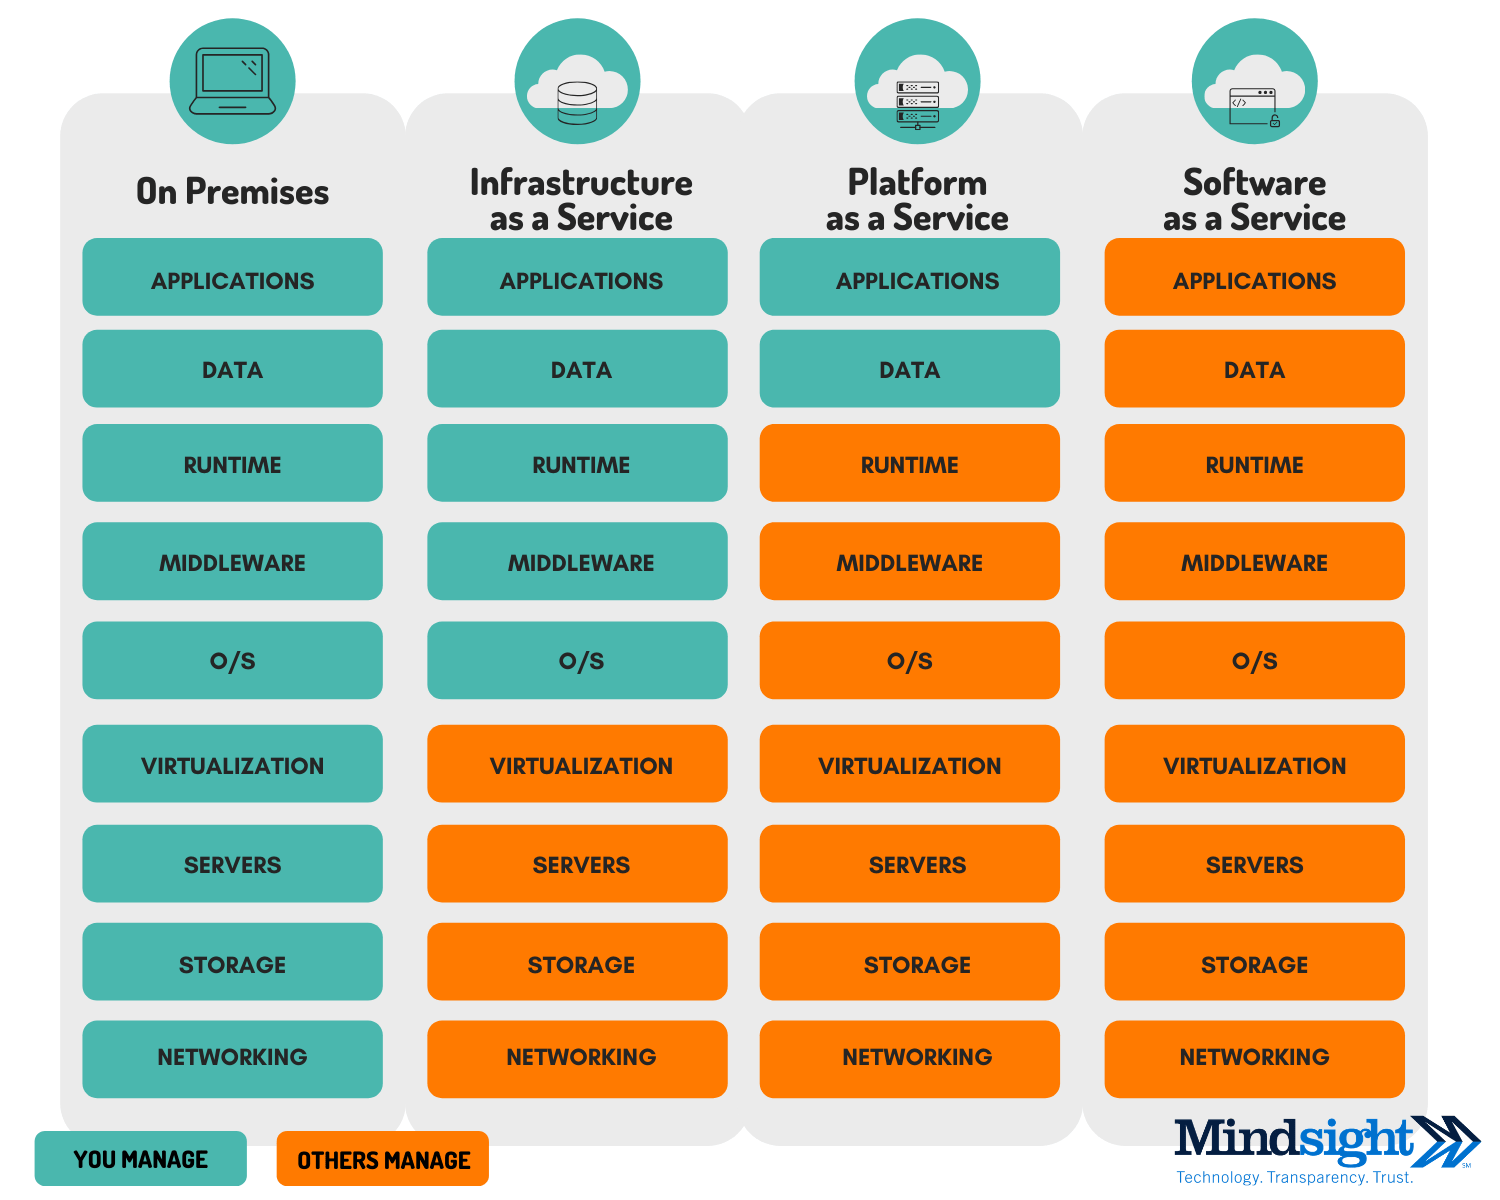 On Premises
Infrastructure
as a Service
Platform
as a Service
Software
as a Service
APPLICATIONS APPLICATIONS APPLICATIONS APPLICATIONS
DATA DATA DATA DATA
RUNTIME RUNTIME RUNTIME RUNTIME
MIDDLEWARE MIDDLEWARE MIDDLEWARE MIDDLEWARE
O/S O/S O/S O/S
VIRTUALIZATION VIRTUALIZATION VIRTUALIZATION VIRTUALIZATION
SERVERS SERVERS SERVERS SERVERS
STORAGE STORAGE STORAGE STORAGE
NETWORKING NETWORKING NETWORKING NETWORKING
YOU MANAGE OTHERS MANAGE
Mindsight SM
Technology. Transparency. Trust.